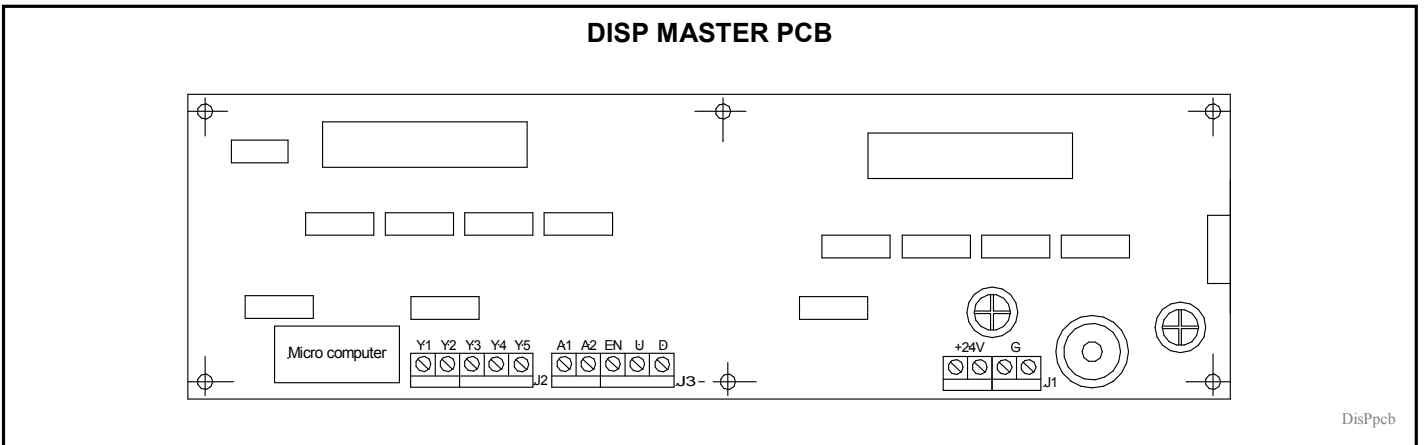 DISP MASTER PCB
Micro computer
Y1 Y2 Y3 Y4 Y5
J2
A1 A2 EN U D
J3
+24V G
J1
DisPpcb